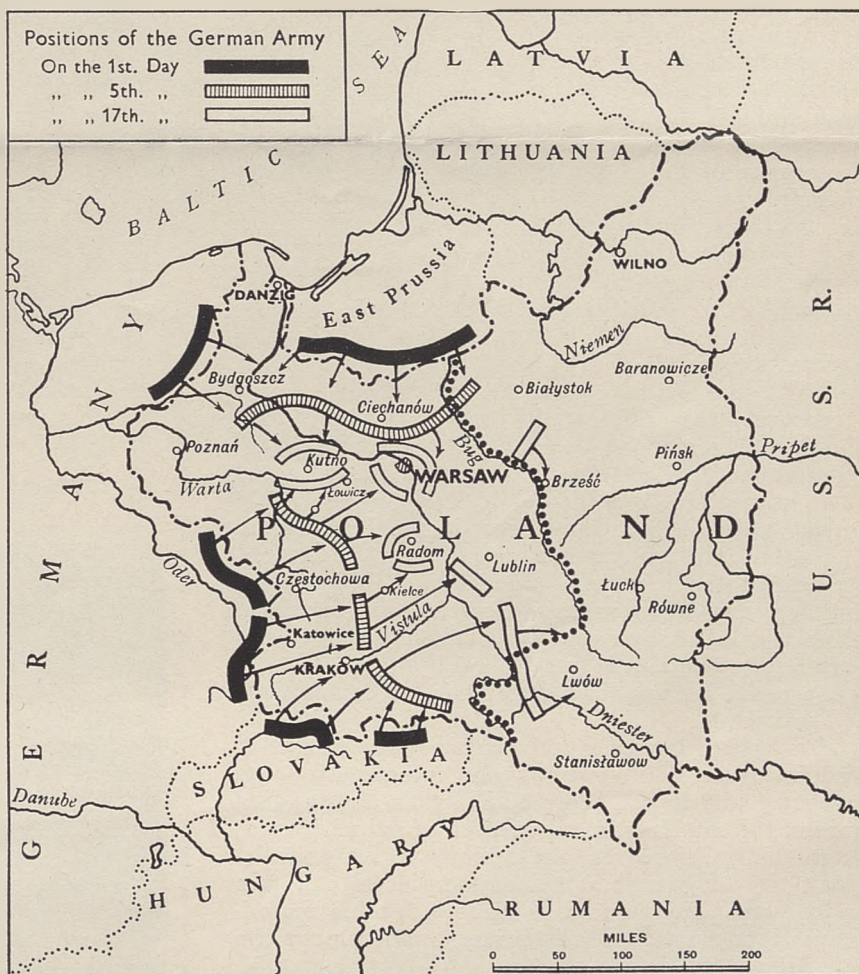 Positions of the German Army
On the 1st. Day
„ „ 5th. „
„ „ 17th. „
BALTIC SEA
LATVIA
LITHUANIA
WILNO
DANZIG
East Prussia
Niemen
Baranowicze
Bydgoszcz
Białystok
Ciechanów
Bug
Poznań
Kutno
WARSAW
Pińsk
Pripet
Warta
Łowicz
Brześć
POLAND
Radom
Lublin
Oder
Częstochowa
Kielce
Łuck
Równe
Vistula
Katowice
KRAKÓW
Lwów
Dniester
Stanisławow
GERMANY
U.S.S.R.
SLOVAKIA
Danube
HUNGARY
RUMANIA
MILES
0 50 100 150 200